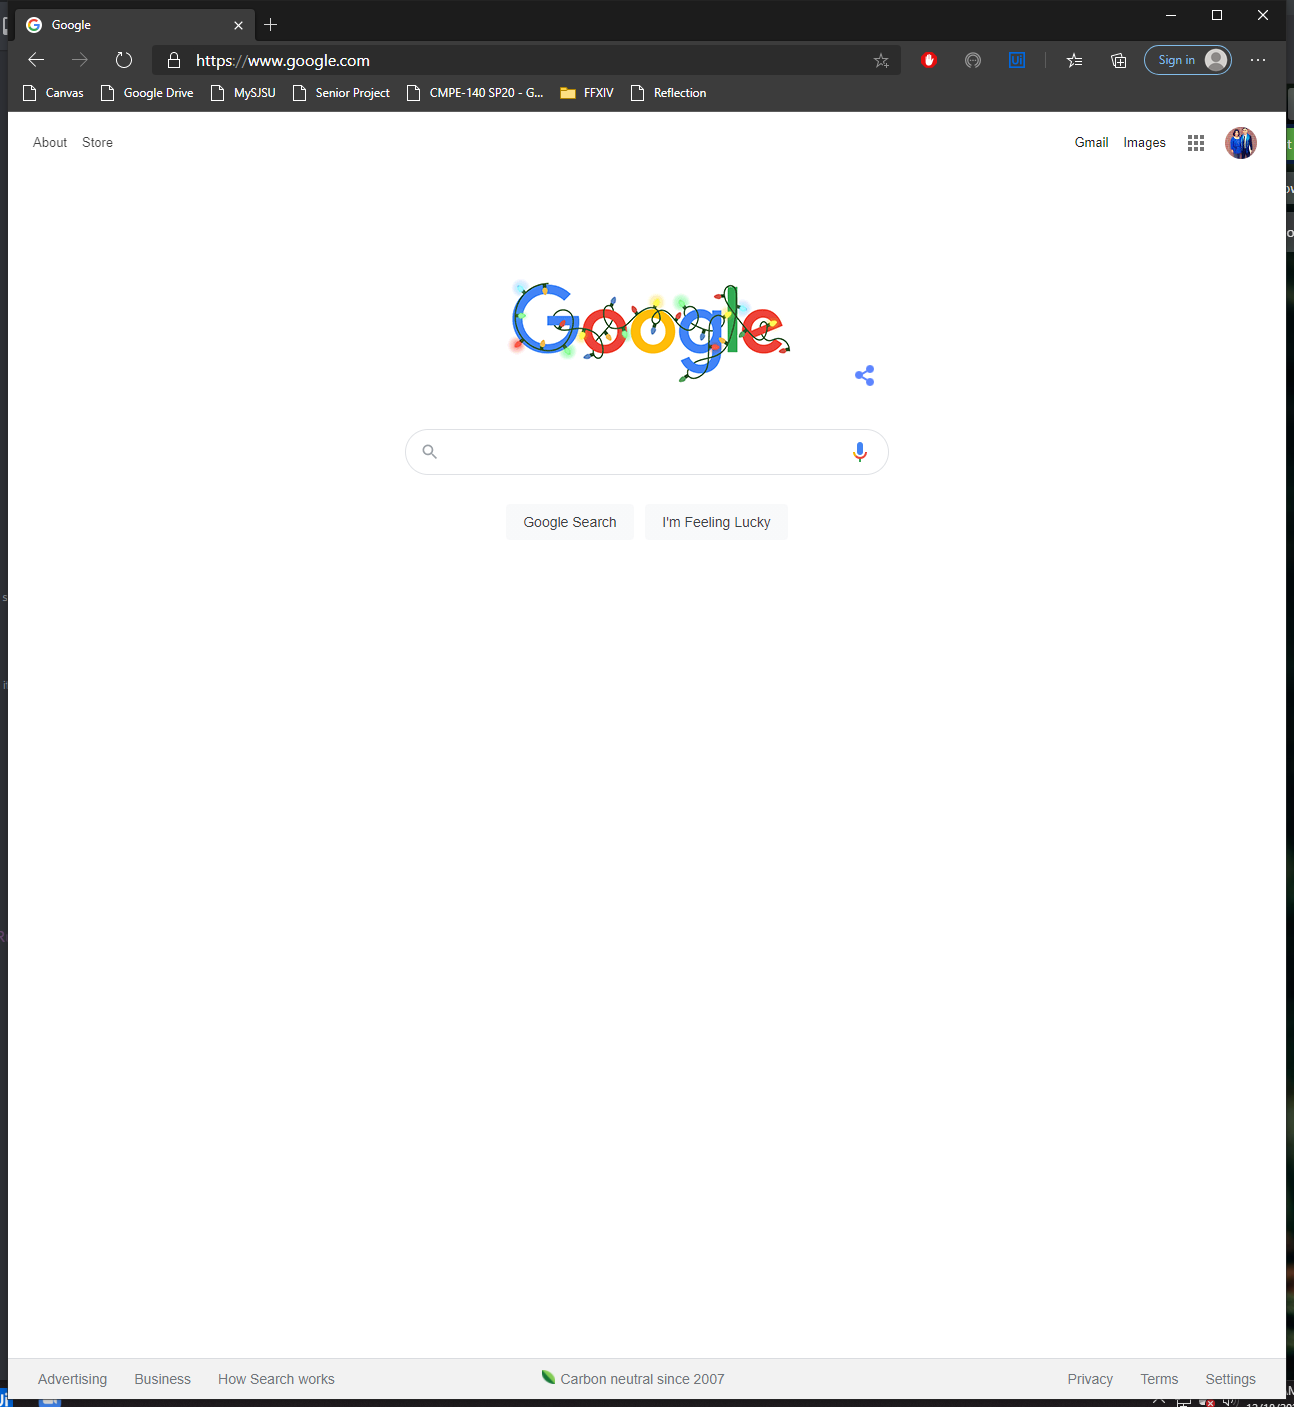 Google
https://www.google.com
Sign in
Canvas Google Drive MySJSU Senior Project CMPE-140 SP20 - G... FFXIV Reflection
About Store Gmail Images
Google
Google Search I'm Feeling Lucky
Advertising Business How Search works Carbon neutral since 2007 Privacy Terms Settings